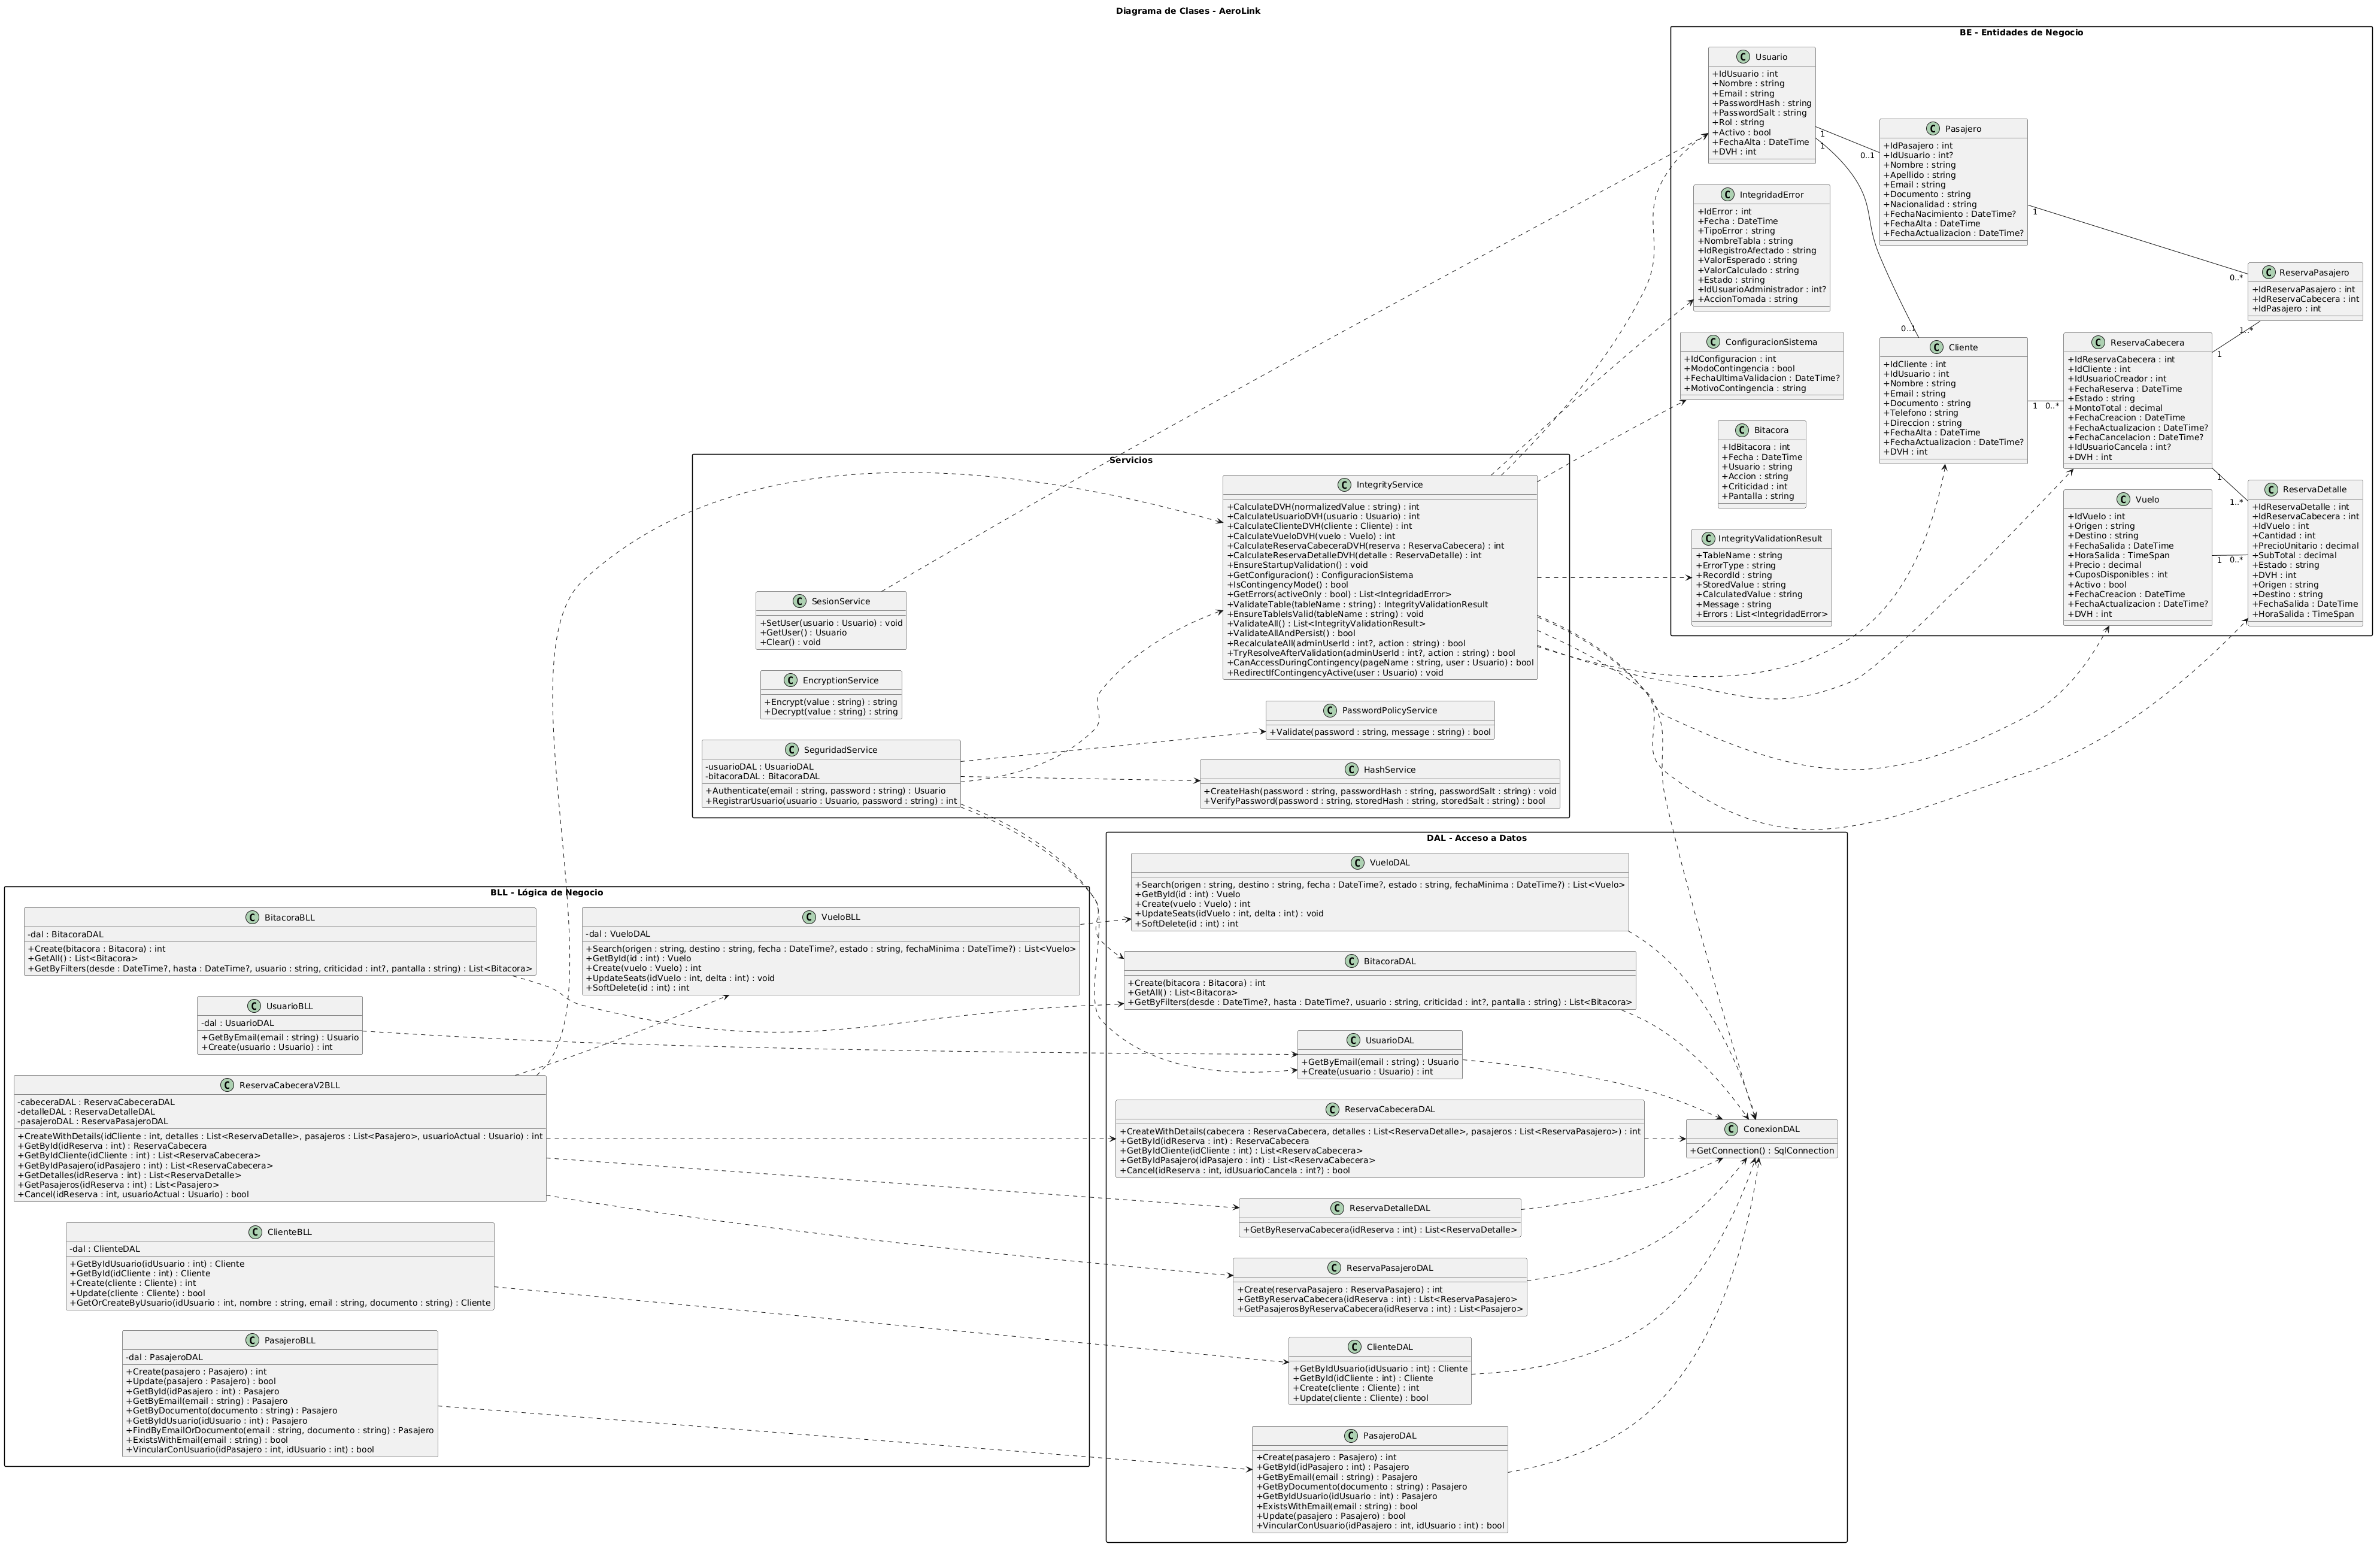 Diagrama de Clases - AeroLink
BE - Entidades de Negocio
Usuario
+IdUsuario : int
+Nombre : string
+Email : string
+PasswordHash : string
+PasswordSalt : string
+Rol : string
+Activo : bool
+FechaAlta : DateTime
+DVH : int
Pasajero
+IdPasajero : int
+IdUsuario : int?
+Nombre : string
+Apellido : string
+Email : string
+Documento : string
+Nacionalidad : string
+FechaNacimiento : DateTime?
+FechaAlta : DateTime
+FechaActualizacion : DateTime?
IntegridadError
+IdError : int
+Fecha : DateTime
+TipoError : string
+NombreTabla : string
+IdRegistroAfectado : string
+ValorEsperado : string
+ValorCalculado : string
+Estado : string
+IdUsuarioAdministrador : int?
+AccionTomada : string
ReservaPasajero
+IdReservaPasajero : int
+IdReservaCabecera : int
+IdPasajero : int
ConfiguracionSistema
+IdConfiguracion : int
+ModoContingencia : bool
+FechaUltimaValidacion : DateTime?
+MotivoContingencia : string
Cliente
+IdCliente : int
+IdUsuario : int
+Nombre : string
+Email : string
+Documento : string
+Telefono : string
+Direccion : string
+FechaAlta : DateTime
+FechaActualizacion : DateTime?
+DVH : int
ReservaCabecera
+IdReservaCabecera : int
+IdCliente : int
+IdUsuarioCreador : int
+FechaReserva : DateTime
+Estado : string
+MontoTotal : decimal
+FechaCreacion : DateTime
+FechaActualizacion : DateTime?
+FechaCancelacion : DateTime?
+IdUsuarioCancela : int?
+DVH : int
Bitacora
+IdBitacora : int
+Fecha : DateTime
+Usuario : string
+Accion : string
+Criticidad : int
+Pantalla : string
IntegrityValidationResult
+TableName : string
+ErrorType : string
+RecordId : string
+StoredValue : string
+CalculatedValue : string
+Message : string
+Errors : List<IntegridadError>
Vuelo
+IdVuelo : int
+Origen : string
+Destino : string
+FechaSalida : DateTime
+HoraSalida : TimeSpan
+Precio : decimal
+CuposDisponibles : int
+Activo : bool
+FechaCreacion : DateTime
+FechaActualizacion : DateTime?
+DVH : int
ReservaDetalle
+IdReservaDetalle : int
+IdReservaCabecera : int
+IdVuelo : int
+Cantidad : int
+PrecioUnitario : decimal
+SubTotal : decimal
+Estado : string
+DVH : int
+Origen : string
+Destino : string
+FechaSalida : DateTime
+HoraSalida : TimeSpan
1
0..1
1
0..1
1
0..*
1
0..*
1
1..*
1
1..*
1
0..*
Servicios
IntegrityService
+CalculateDVH(normalizedValue : string) : int
+CalculateUsuarioDVH(usuario : Usuario) : int
+CalculateClienteDVH(cliente : Cliente) : int
+CalculateVueloDVH(vuelo : Vuelo) : int
+CalculateReservaCabeceraDVH(reserva : ReservaCabecera) : int
+CalculateReservaDetalleDVH(detalle : ReservaDetalle) : int
+EnsureStartupValidation() : void
+GetConfiguracion() : ConfiguracionSistema
+IsContingencyMode() : bool
+GetErrors(activeOnly : bool) : List<IntegridadError>
+ValidateTable(tableName : string) : IntegrityValidationResult
+EnsureTableIsValid(tableName : string) : void
+ValidateAll() : List<IntegrityValidationResult>
+ValidateAllAndPersist() : bool
+RecalculateAll(adminUserId : int?, action : string) : bool
+TryResolveAfterValidation(adminUserId : int?, action : string) : bool
+CanAccessDuringContingency(pageName : string, user : Usuario) : bool
+RedirectIfContingencyActive(user : Usuario) : void
SesionService
+SetUser(usuario : Usuario) : void
+GetUser() : Usuario
+Clear() : void
EncryptionService
+Encrypt(value : string) : string
+Decrypt(value : string) : string
PasswordPolicyService
+Validate(password : string, message : string) : bool
SeguridadService
-usuarioDAL : UsuarioDAL
-bitacoraDAL : BitacoraDAL
+Authenticate(email : string, password : string) : Usuario
+RegistrarUsuario(usuario : Usuario, password : string) : int
HashService
+CreateHash(password : string, passwordHash : string, passwordSalt : string) : void
+VerifyPassword(password : string, storedHash : string, storedSalt : string) : bool
BLL - Lógica de Negocio
BitacoraBLL
-dal : BitacoraDAL
+Create(bitacora : Bitacora) : int
+GetAll() : List<Bitacora>
+GetByFilters(desde : DateTime?, hasta : DateTime?, usuario : string, criticidad : int?, pantalla : string) : List<Bitacora>
VueloBLL
-dal : VueloDAL
+Search(origen : string, destino : string, fecha : DateTime?, estado : string, fechaMinima : DateTime?) : List<Vuelo>
+GetById(id : int) : Vuelo
+Create(vuelo : Vuelo) : int
+UpdateSeats(idVuelo : int, delta : int) : void
+SoftDelete(id : int) : int
UsuarioBLL
-dal : UsuarioDAL
+GetByEmail(email : string) : Usuario
+Create(usuario : Usuario) : int
ReservaCabeceraV2BLL
-cabeceraDAL : ReservaCabeceraDAL
-detalleDAL : ReservaDetalleDAL
-pasajeroDAL : ReservaPasajeroDAL
+CreateWithDetails(idCliente : int, detalles : List<ReservaDetalle>, pasajeros : List<Pasajero>, usuarioActual : Usuario) : int
+GetById(idReserva : int) : ReservaCabecera
+GetByIdCliente(idCliente : int) : List<ReservaCabecera>
+GetByIdPasajero(idPasajero : int) : List<ReservaCabecera>
+GetDetalles(idReserva : int) : List<ReservaDetalle>
+GetPasajeros(idReserva : int) : List<Pasajero>
+Cancel(idReserva : int, usuarioActual : Usuario) : bool
ClienteBLL
-dal : ClienteDAL
+GetByIdUsuario(idUsuario : int) : Cliente
+GetById(idCliente : int) : Cliente
+Create(cliente : Cliente) : int
+Update(cliente : Cliente) : bool
+GetOrCreateByUsuario(idUsuario : int, nombre : string, email : string, documento : string) : Cliente
PasajeroBLL
-dal : PasajeroDAL
+Create(pasajero : Pasajero) : int
+Update(pasajero : Pasajero) : bool
+GetById(idPasajero : int) : Pasajero
+GetByEmail(email : string) : Pasajero
+GetByDocumento(documento : string) : Pasajero
+GetByIdUsuario(idUsuario : int) : Pasajero
+FindByEmailOrDocumento(email : string, documento : string) : Pasajero
+ExistsWithEmail(email : string) : bool
+VincularConUsuario(idPasajero : int, idUsuario : int) : bool
DAL - Acceso a Datos
VueloDAL
+Search(origen : string, destino : string, fecha : DateTime?, estado : string, fechaMinima : DateTime?) : List<Vuelo>
+GetById(id : int) : Vuelo
+Create(vuelo : Vuelo) : int
+UpdateSeats(idVuelo : int, delta : int) : void
+SoftDelete(id : int) : int
BitacoraDAL
+Create(bitacora : Bitacora) : int
+GetAll() : List<Bitacora>
+GetByFilters(desde : DateTime?, hasta : DateTime?, usuario : string, criticidad : int?, pantalla : string) : List<Bitacora>
UsuarioDAL
+GetByEmail(email : string) : Usuario
+Create(usuario : Usuario) : int
ReservaCabeceraDAL
+CreateWithDetails(cabecera : ReservaCabecera, detalles : List<ReservaDetalle>, pasajeros : List<ReservaPasajero>) : int
+GetById(idReserva : int) : ReservaCabecera
+GetByIdCliente(idCliente : int) : List<ReservaCabecera>
+GetByIdPasajero(idPasajero : int) : List<ReservaCabecera>
+Cancel(idReserva : int, idUsuarioCancela : int?) : bool
ConexionDAL
+GetConnection() : SqlConnection
ReservaDetalleDAL
+GetByReservaCabecera(idReserva : int) : List<ReservaDetalle>
ReservaPasajeroDAL
+Create(reservaPasajero : ReservaPasajero) : int
+GetByReservaCabecera(idReserva : int) : List<ReservaPasajero>
+GetPasajerosByReservaCabecera(idReserva : int) : List<Pasajero>
ClienteDAL
+GetByIdUsuario(idUsuario : int) : Cliente
+GetById(idCliente : int) : Cliente
+Create(cliente : Cliente) : int
+Update(cliente : Cliente) : bool
PasajeroDAL
+Create(pasajero : Pasajero) : int
+GetById(idPasajero : int) : Pasajero
+GetByEmail(email : string) : Pasajero
+GetByDocumento(documento : string) : Pasajero
+GetByIdUsuario(idUsuario : int) : Pasajero
+ExistsWithEmail(email : string) : bool
+Update(pasajero : Pasajero) : bool
+VincularConUsuario(idPasajero : int, idUsuario : int) : bool